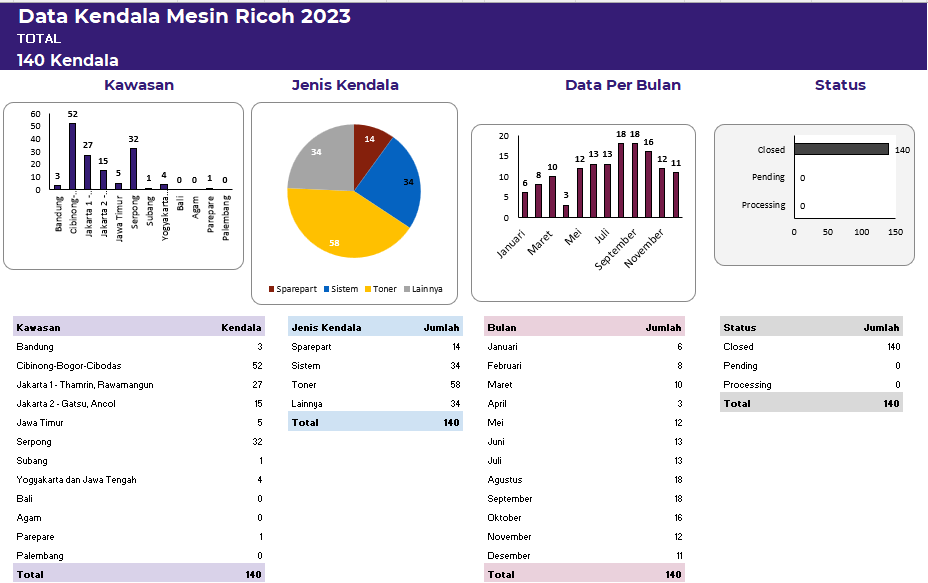 Data Kendala Mesin Ricoh 2023
TOTAL
140 Kendala
Kawasan
60
50
40
30
20
10
0
3
52
27
15
5
32
1
4
0
0
1
0
Bandung
Cibinong-..
Jakarta 1 -..
Jakarta 2 -..
Jawa Timur
Serpong
Subang
Yogyakarta..
Bali
Agam
Parepare
Palembang
Jenis Kendala
14
34
58
34
Sparepart Sistem Toner Lainnya
Data Per Bulan
20
15
10
5
0
6
8
10
3
12
13
13
18
18
16
12
11
Januari
Maret
Mei
Juli
September
November
Status
Closed 140
Pending 0
Processing 0
0 50 100 150
Kawasan Kendala
Bandung 3
Cibinong-Bogor-Cibodas 52
Jakarta 1 - Thamrin, Rawamangun 27
Jakarta 2 - Gatsu, Ancol 15
Jawa Timur 5
Serpong 32
Subang 1
Yogyakarta dan Jawa Tengah 4
Bali 0
Agam 0
Parepare 1
Palembang 0
Total 140
Jenis Kendala Jumlah
Sparepart 14
Sistem 34
Toner 58
Lainnya 34
Total 140
Bulan Jumlah
Januari 6
Februari 8
Maret 10
April 3
Mei 12
Juni 13
Juli 13
Agustus 18
September 18
Oktober 16
November 12
Desember 11
Total 140
Status Jumlah
Closed 140
Pending 0
Processing 0
Total 140